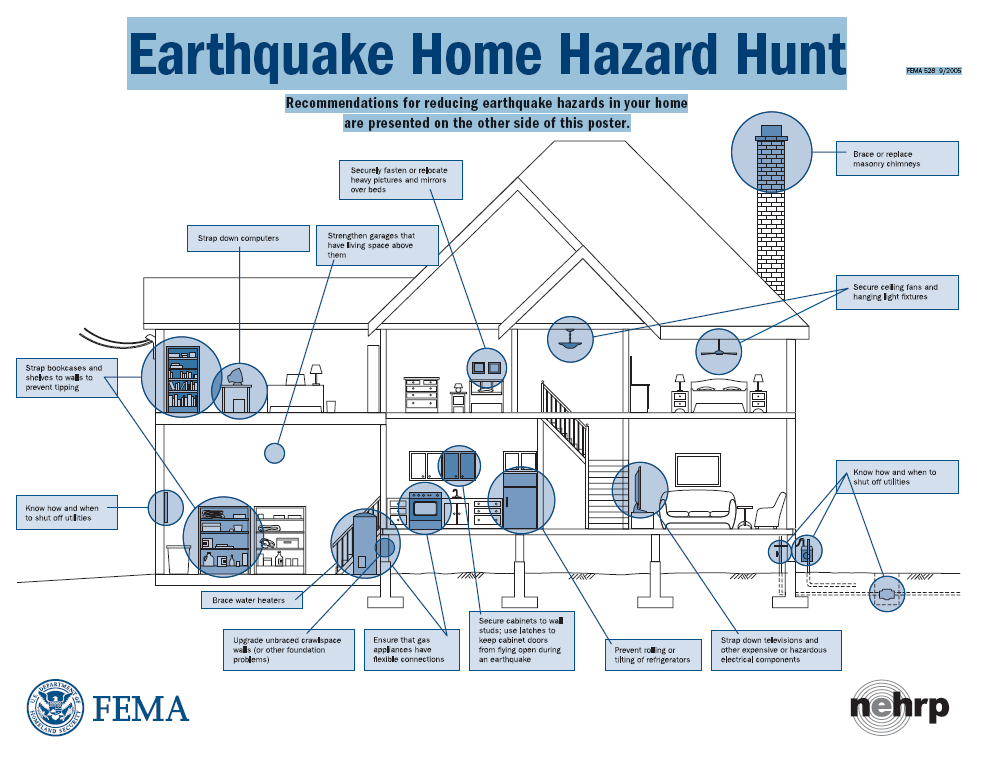 Earthquake Home Hazard Hunt
FEMA 528 9/2005
Recommendations for reducing earthquake hazards in your home
are presented on the other side of this poster.
Brace or replace
masonry chimneys
Securely fasten or relocate
heavy pictures and mirrors
over beds
Strap down computers
Strengthen garages that
have living space above
them
Secure ceiling fans and
hanging light fixtures
Strap bookcases and
shelves to walls to
prevent tipping
Know how and when to
shut off utilities
Know how and when
to shut off utilities
Brace water heaters
Upgrade unbraced crawlspace
walls (or other foundation
problems)
Ensure that gas
appliances have
flexible connections
Secure cabinets to wall
studs; use latches to
keep cabinet doors
from flying open during
an earthquake
Prevent rolling or
tilting of refrigerators
Strap down televisions and
other expensive or hazardous
electrical components
U.S. DEPARTMENT OF
HOMELAND SECURITY
FEMA
nehrp